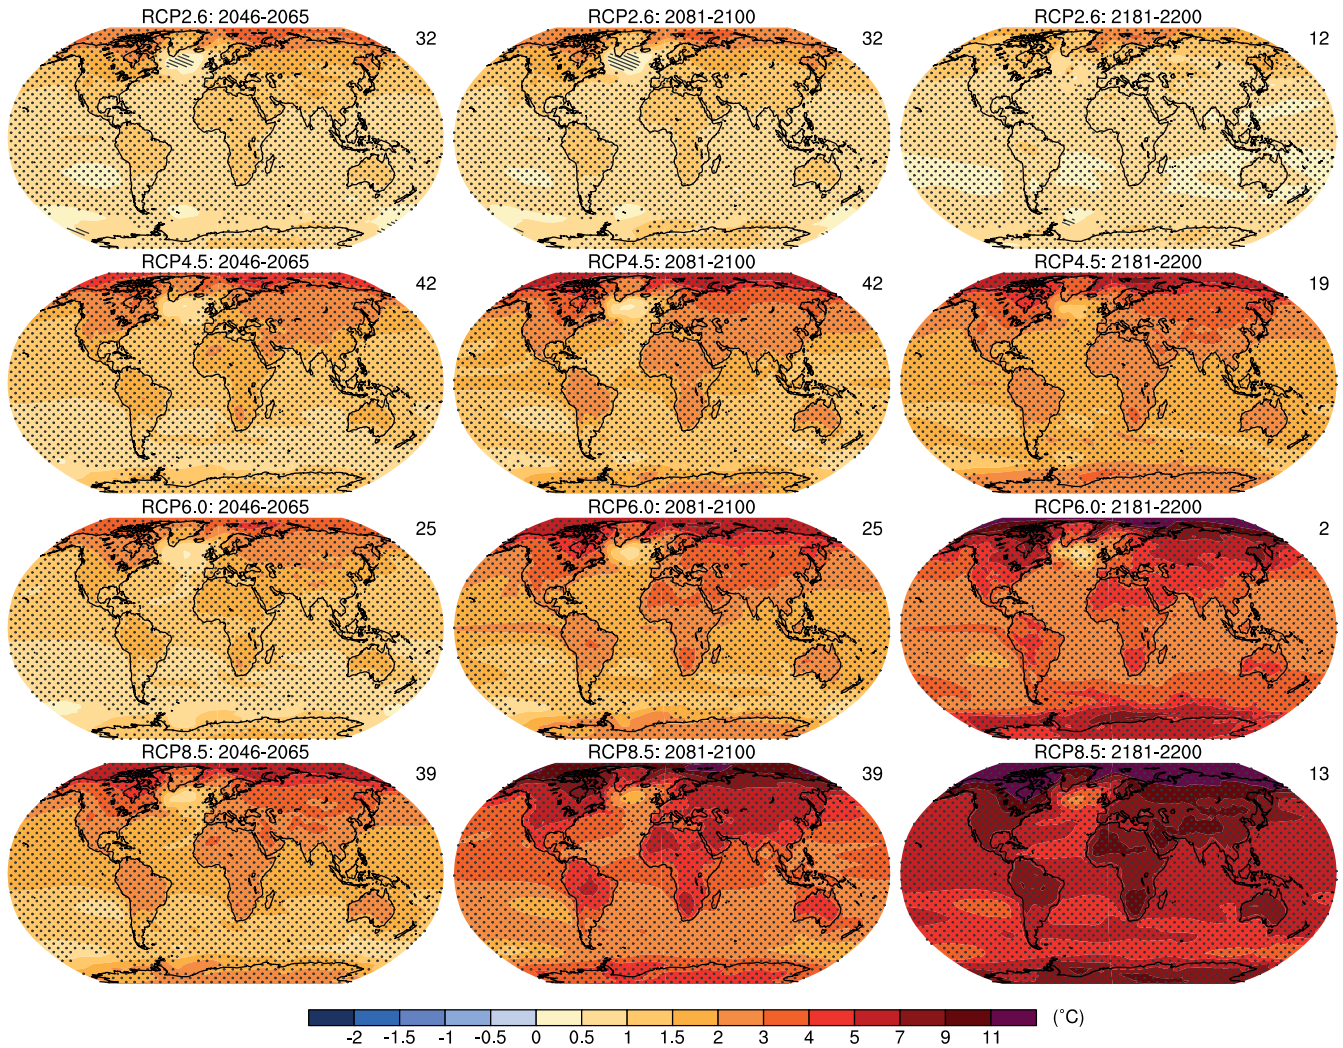 RCP2.6: 2046-2065 RCP2.6: 2081-2100 RCP2.6: 2181-2200
32 32 12
RCP4.5: 2046-2065 RCP4.5: 2081-2100 RCP4.5: 2181-2200
42 42 19
RCP6.0: 2046-2065 RCP6.0: 2081-2100 RCP6.0: 2181-2200
25 25 2
RCP8.5: 2046-2065 RCP8.5: 2081-2100 RCP8.5: 2181-2200
39 39 13
-2 -1.5 -1 -0.5 0 0.5 1 1.5 2 3 4 5 7 9 11 (°C)